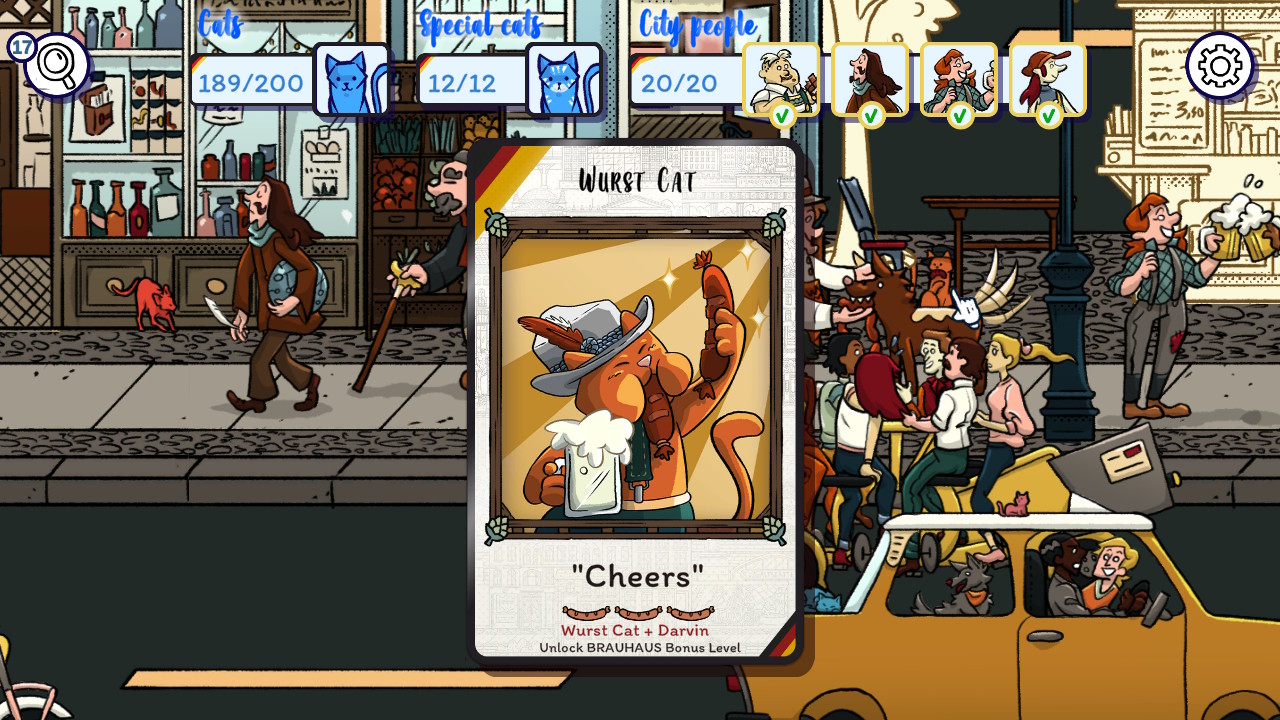 Cats
Special cats
City people
17
189/200
12/12
20/20
3,50
WURST CAT
"Cheers"
Wurst Cat + Darvin
Unlock BRAUHAUS Bonus Level